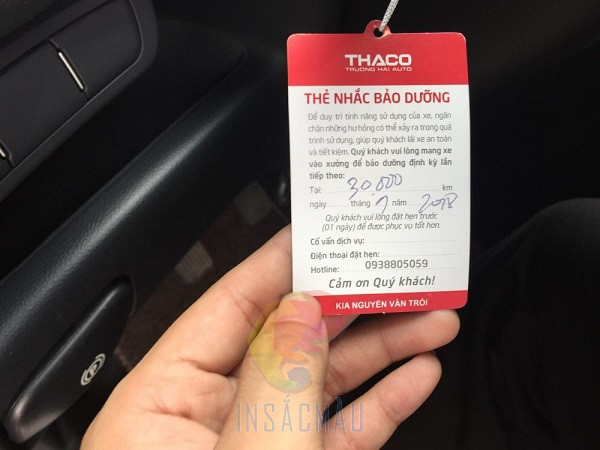 THACO
TRUONG HAI AUTO
THẺ NHẮC BẢO DƯỠNG
Để duy trì tính năng sử dụng của xe, ngăn
chặn những hư hỏng có thể xảy ra trong quá
trình sử dụng, giúp quý khách lái xe an toàn
và tiết kiệm. Quý khách vui lòng mang xe
vào xưởng để bảo dưỡng định kỳ lần
tiếp theo:
Tại: 30.000 km
ngày tháng 7 năm 2018
Quý khách vui lòng đặt hẹn trước
(01 ngày) để được phục vụ tốt hơn.
Cố vấn dịch vụ:
Điện thoại đặt hẹn:
Hotline: 0938805059
Cảm ơn Quý khách!
KIA NGUYỄN VĂN TRỖI
INSẮCMÀU